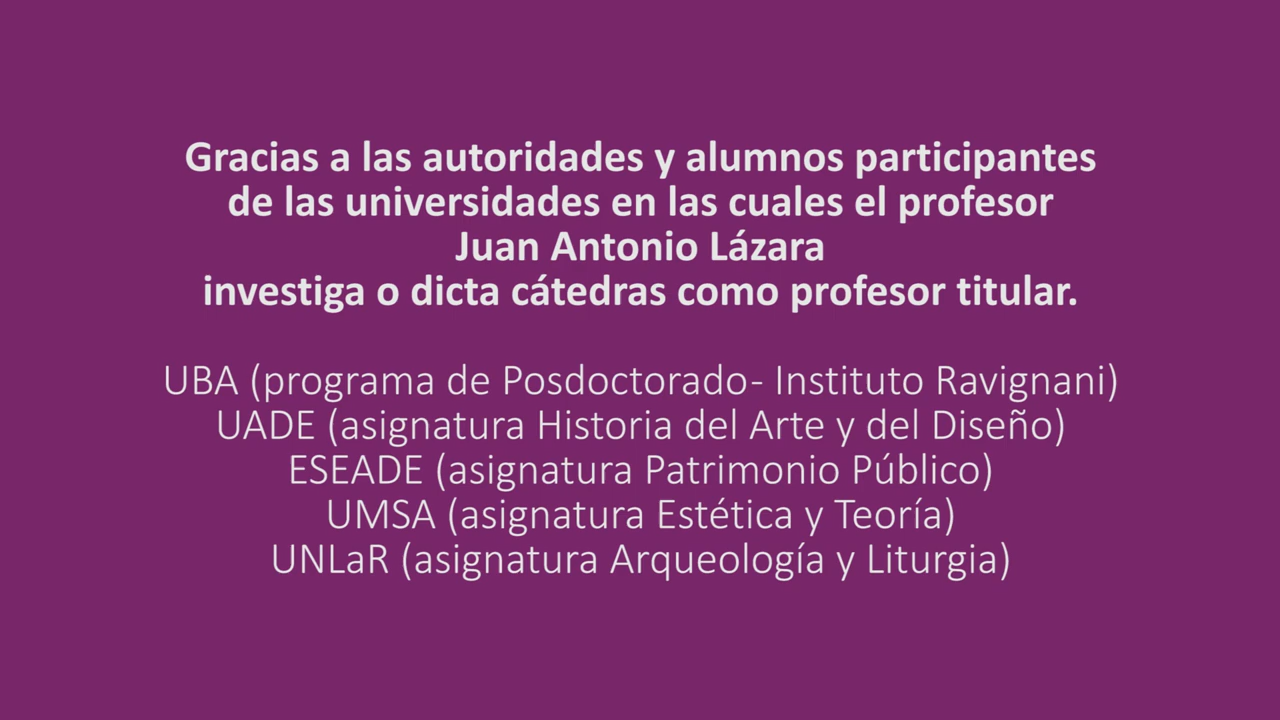 Gracias a las autoridades y alumnos participantes
de las universidades en las cuales el profesor
Juan Antonio Lázara
investiga o dicta cátedras como profesor titular.
UBA (programa de Posdoctorado- Instituto Ravignani)
UADE (asignatura Historia del Arte y del Diseño)
ESEADE (asignatura Patrimonio Público)
UMSA (asignatura Estética y Teoría)
UNLaR (asignatura Arqueología y Liturgia)